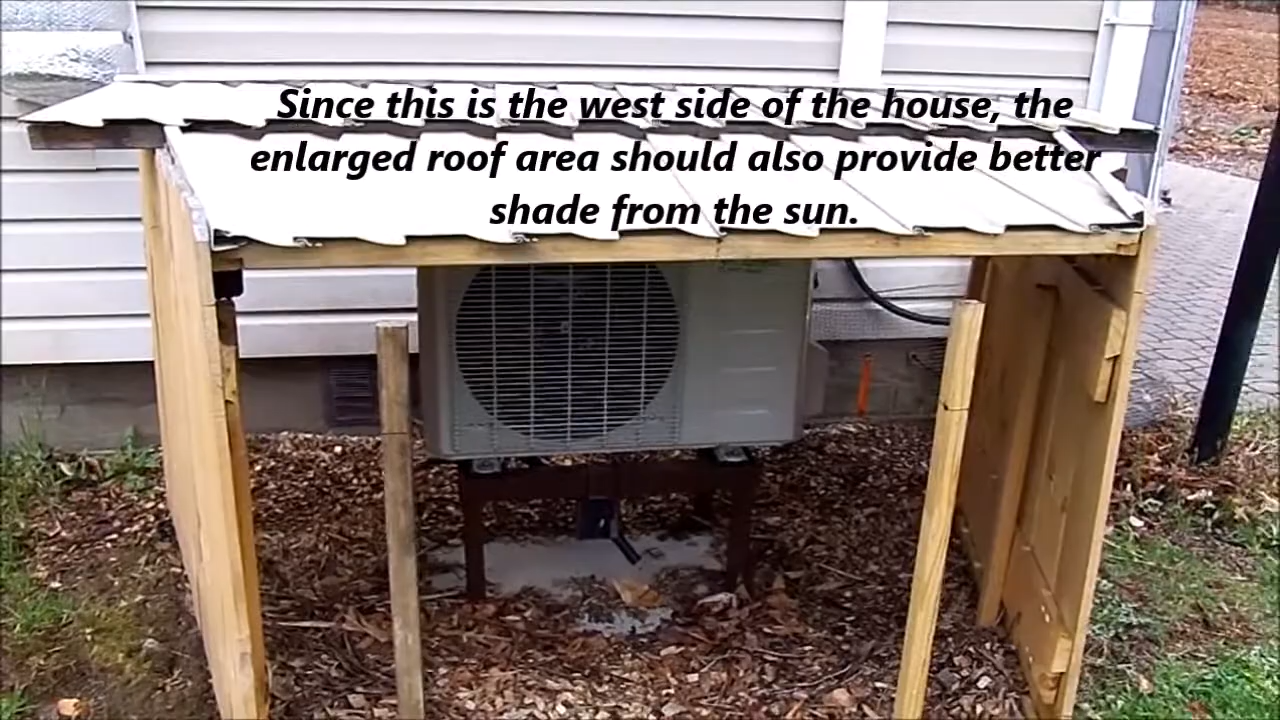 Since this is the west side of the house, the
enlarged roof area should also provide better
shade from the sun.